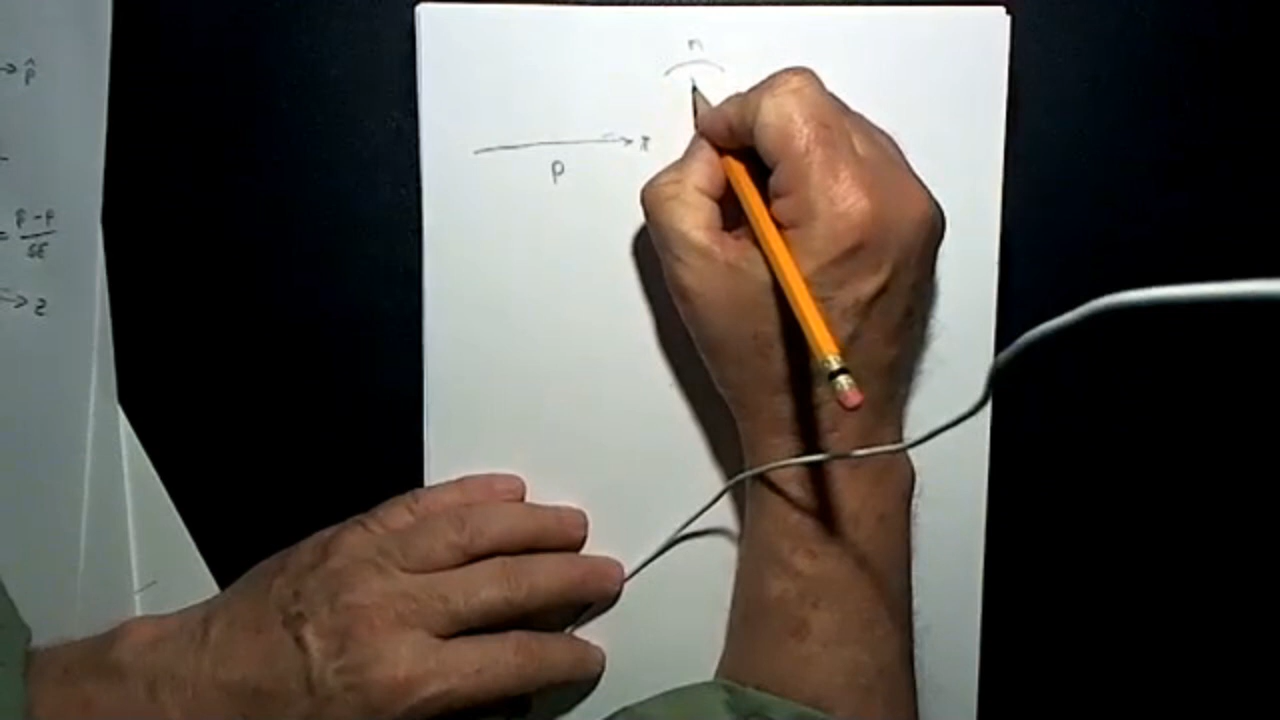 → p̂
= p̂ - p
SE
→ z
n
p